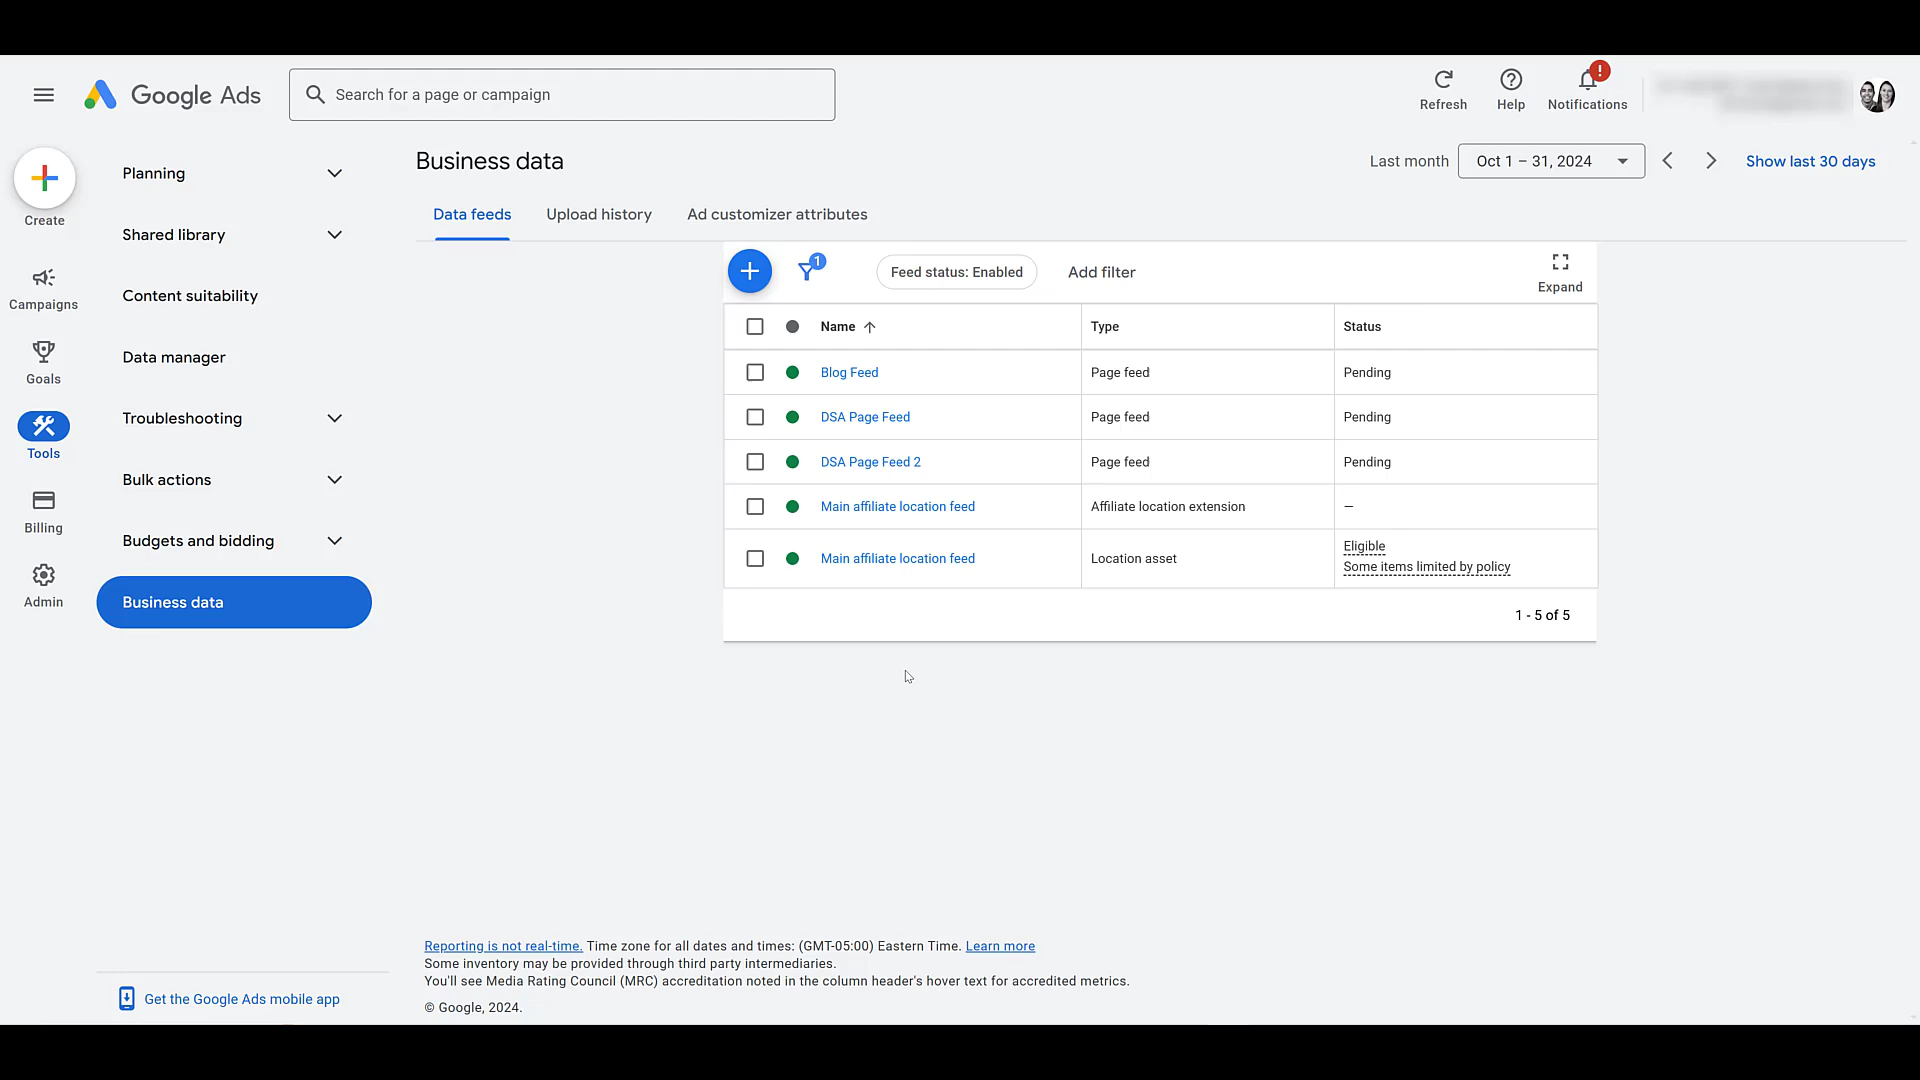 Google Ads
Search for a page or campaign
Refresh
Help
!
Notifications
Create
Campaigns
Goals
Tools
Billing
Admin
Planning
Shared library
Content suitability
Data manager
Troubleshooting
Bulk actions
Budgets and bidding
Business data
Get the Google Ads mobile app
Business data
Last month Oct 1 – 31, 2024 Show last 30 days
Data feeds Upload history Ad customizer attributes
1 Feed status: Enabled Add filter Expand
Name Type Status
Blog Feed Page feed Pending
DSA Page Feed Page feed Pending
DSA Page Feed 2 Page feed Pending
Main affiliate location feed Affiliate location extension —
Main affiliate location feed Location asset Eligible
Some items limited by policy
1 - 5 of 5
Reporting is not real-time. Time zone for all dates and times: (GMT-05:00) Eastern Time. Learn more
Some inventory may be provided through third party intermediaries.
You'll see Media Rating Council (MRC) accreditation noted in the column header's hover text for accredited metrics.
© Google, 2024.